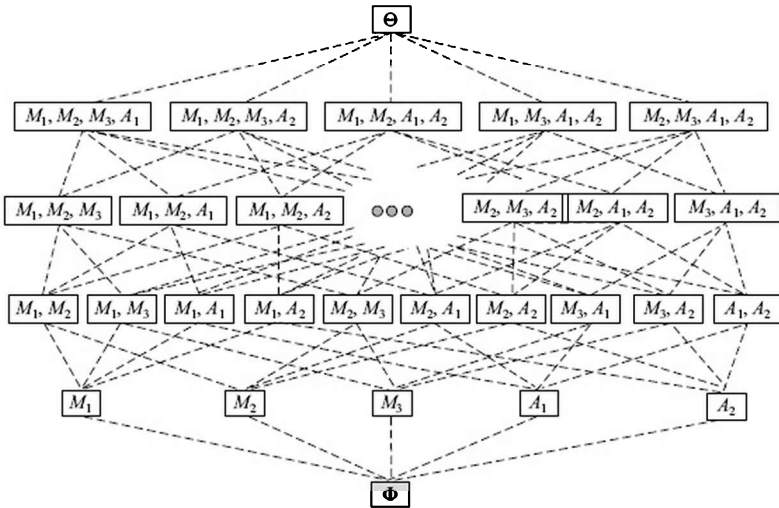 Θ
M₁, M₂, M₃, A₁ M₁, M₂, M₃, A₂ M₁, M₂, A₁, A₂ M₁, M₃, A₁, A₂ M₂, M₃, A₁, A₂
M₁, M₂, M₃ M₁, M₂, A₁ M₁, M₂, A₂ M₂, M₃, A₂ M₂, A₁, A₂ M₃, A₁, A₂
M₁, M₂ M₁, M₃ M₁, A₁ M₁, A₂ M₂, M₃ M₂, A₁ M₂, A₂ M₃, A₁ M₃, A₂ A₁, A₂
M₁ M₂ M₃ A₁ A₂
Φ